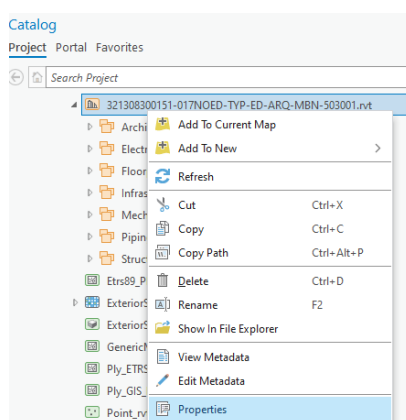 Catalog
Project Portal Favorites
Search Project
321308300151-017NOED-TYP-ED-ARQ-MBN-503001.rvt
Archi
Add To Current Map
Electr
Add To New
Floor
Refresh
Infras
Cut Ctrl+X
Mech
Copy Ctrl+C
Pipin
Copy Path Ctrl+Alt+P
Struc
Etrs89_P
Delete Ctrl+D
ExteriorS
Rename F2
ExteriorS
Show In File Explorer
Generic
View Metadata
Ply_ETRS
Edit Metadata
Ply_GIS_
Point_rv
Properties